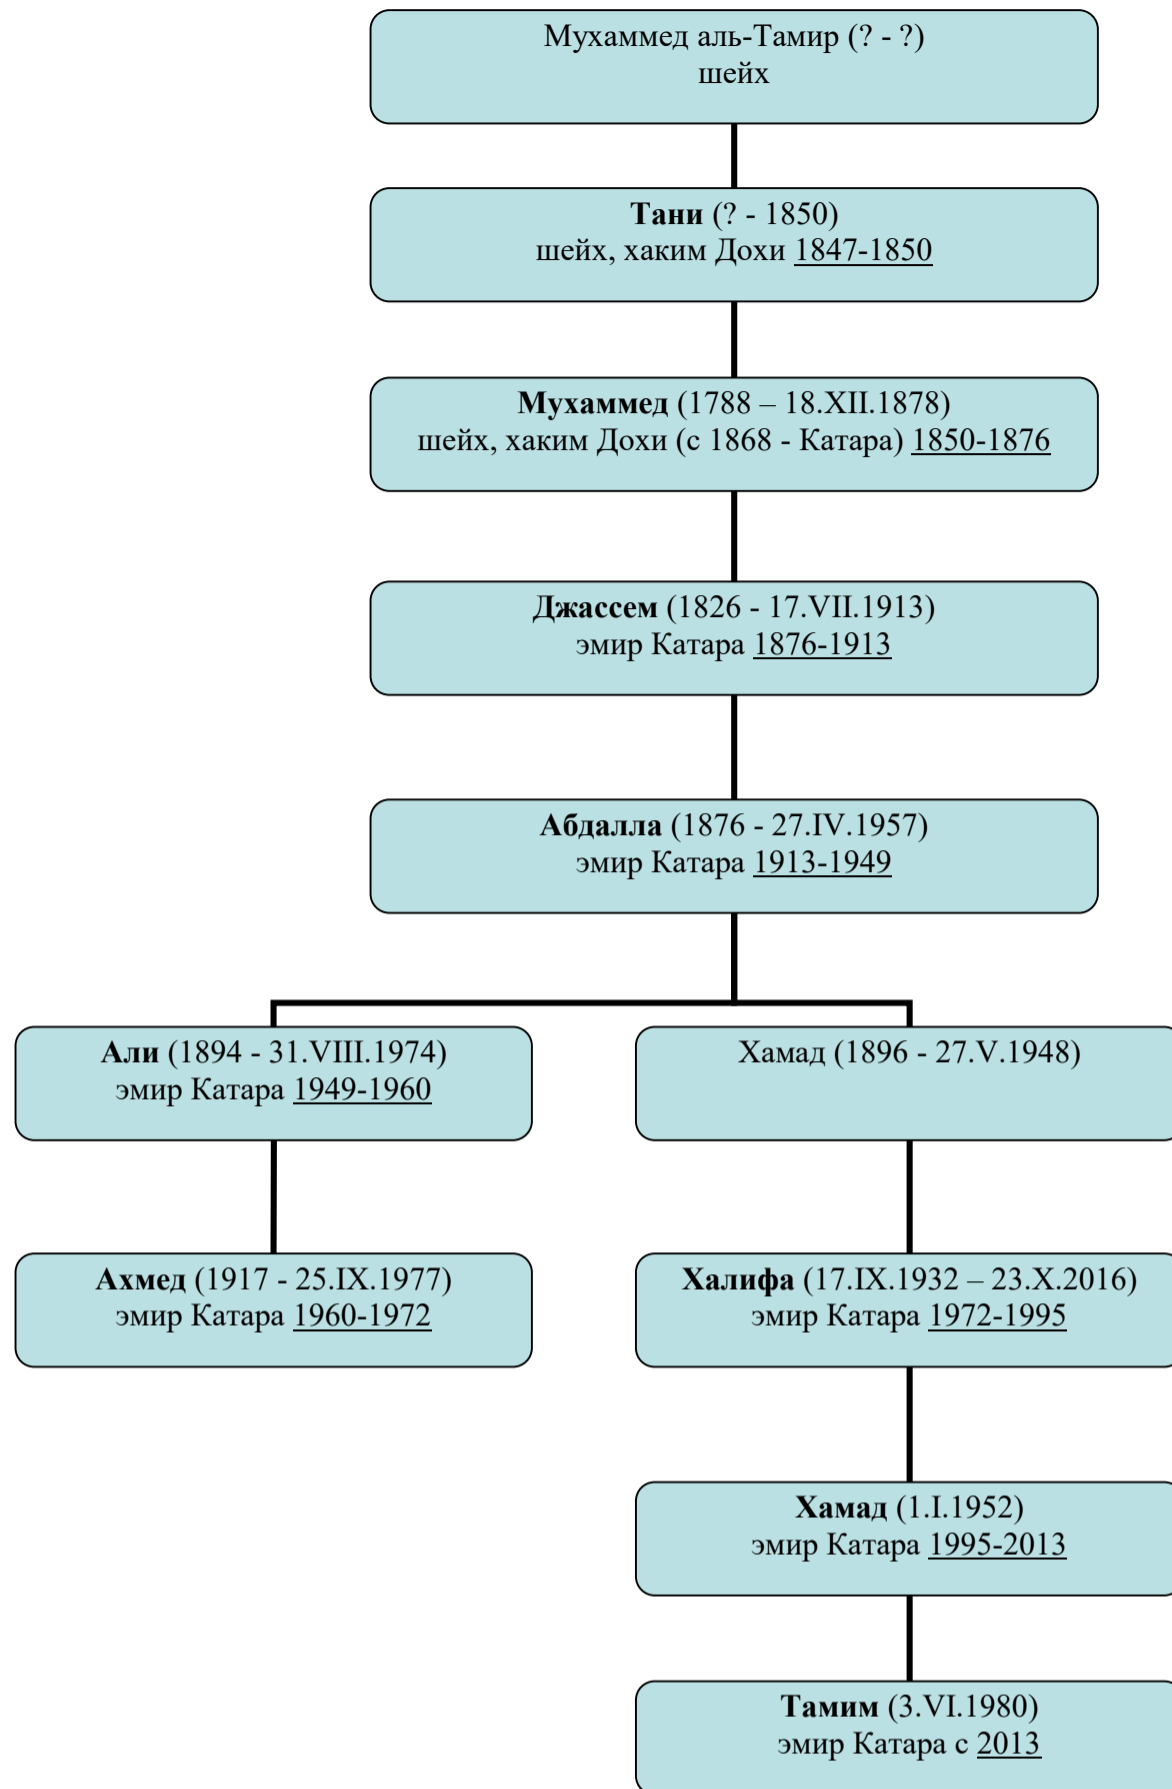 Мухаммед аль-Тамир (? - ?)
шейх
Тани (? - 1850)
шейх, хаким Дохи 1847-1850
Мухаммед (1788 – 18.XII.1878)
шейх, хаким Дохи (с 1868 - Катара) 1850-1876
Джассем (1826 - 17.VII.1913)
эмир Катара 1876-1913
Абдалла (1876 - 27.IV.1957)
эмир Катара 1913-1949
Али (1894 - 31.VIII.1974)
эмир Катара 1949-1960
Хамад (1896 - 27.V.1948)
Ахмед (1917 - 25.IX.1977)
эмир Катара 1960-1972
Халифа (17.IX.1932 – 23.X.2016)
эмир Катара 1972-1995
Хамад (1.I.1952)
эмир Катара 1995-2013
Тамим (3.VI.1980)
эмир Катара с 2013